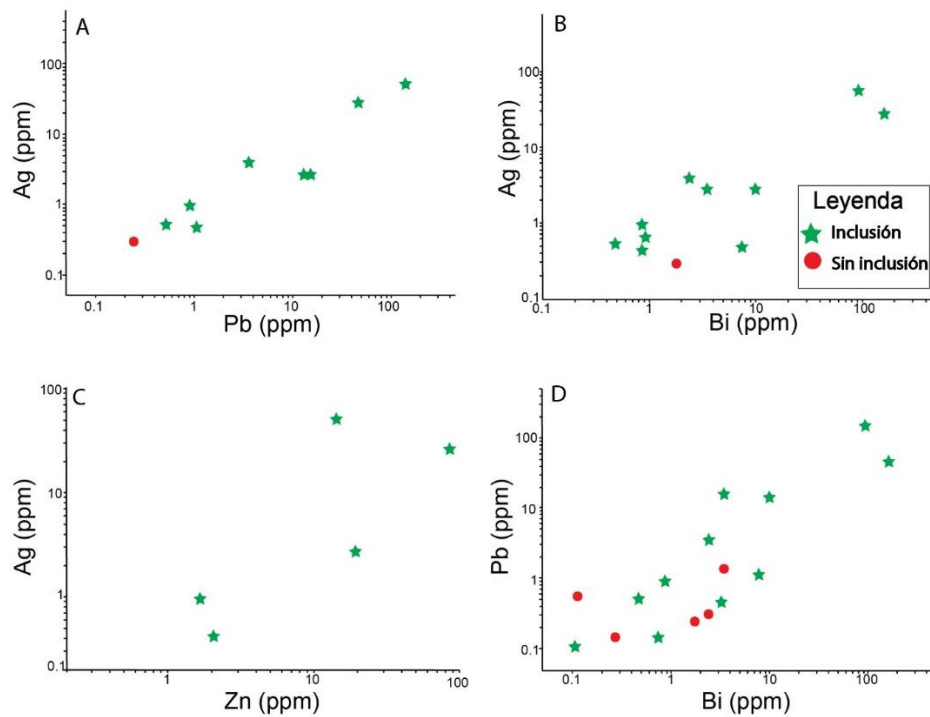 A
Ag (ppm)
100
10
1
0.1
0.1 1 10 100
Pb (ppm)
B
Ag (ppm)
100
10
1
0.1
0.1 1 10 100
Bi (ppm)
Leyenda
Inclusión
Sin inclusión
C
Ag (ppm)
100
10
1
0.1
1 10 100
Zn (ppm)
D
Pb (ppm)
100
10
1
0.1
0.1 1 10 100
Bi (ppm)